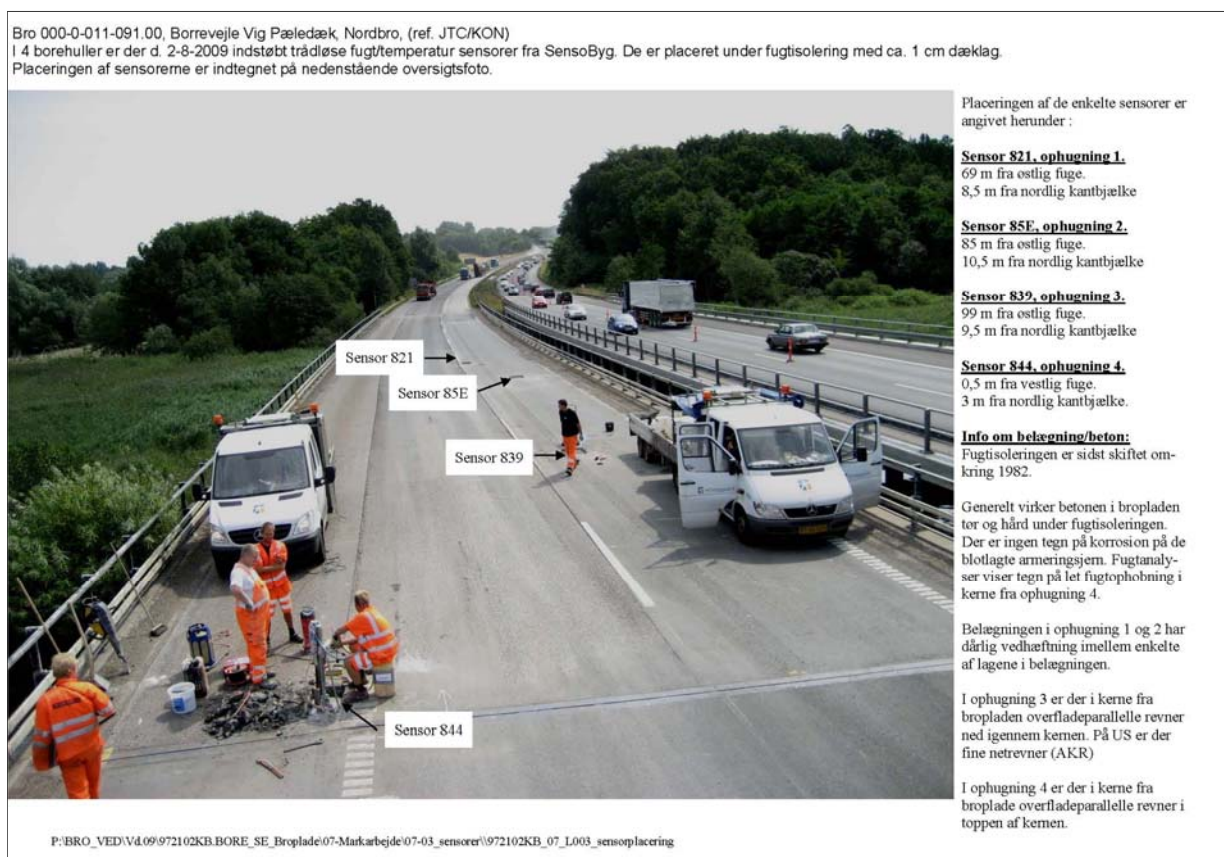 Bro 000-0-011-091.00, Borrevejle Vig Pæledæk, Nordbro, (ref. JTC/KON)
I 4 borehuller er der d. 2-8-2009 indstøbt trådløse fugt/temperatur sensorer fra SensoByg. De er placeret under fugtisolering med ca. 1 cm dæklag.
Placeringen af sensorerne er indtegnet på nedenstående oversigtsfoto.
Sensor 821
Sensor 85E
Sensor 839
Sensor 844
Placeringen af de enkelte sensorer er
angivet herunder :
Sensor 821, ophugning 1.
69 m fra østlig fuge.
8,5 m fra nordlig kantbjælke
Sensor 85E, ophugning 2.
85 m fra østlig fuge.
10,5 m fra nordlig kantbjælke
Sensor 839, ophugning 3.
99 m fra østlig fuge.
9,5 m fra nordlig kantbjælke
Sensor 844, ophugning 4.
0,5 m fra vestlig fuge.
3 m fra nordlig kantbjælke.
Info om belægning/beton:
Fugtisoleringen er sidst skiftet om-
kring 1982.
Generelt virker betonen i bropladen
tør og hård under fugtisoleringen.
Der er ingen tegn på korrosion på de
blotlagte armeringsjern. Fugtanaly-
ser viser tegn på let fugtophobning i
kerne fra ophugning 4.
Belægningen i ophugning 1 og 2 har
dårlig vedhæftning imellem enkelte
af lagene i belægningen.
I ophugning 3 er der i kerne fra
bropladen overfladeparallelle revner
ned igennem kernen. På US er der
fine netrevner (AKR)
I ophugning 4 er der i kerne fra
broplade overfladeparallelle revner i
toppen af kernen.
P:\BRO_VED\Vd.09\972102KB.BORE_SE_Broplade\07-Markarbejde\07-03_sensorer\\972102KB_07_L003_sensorplacering